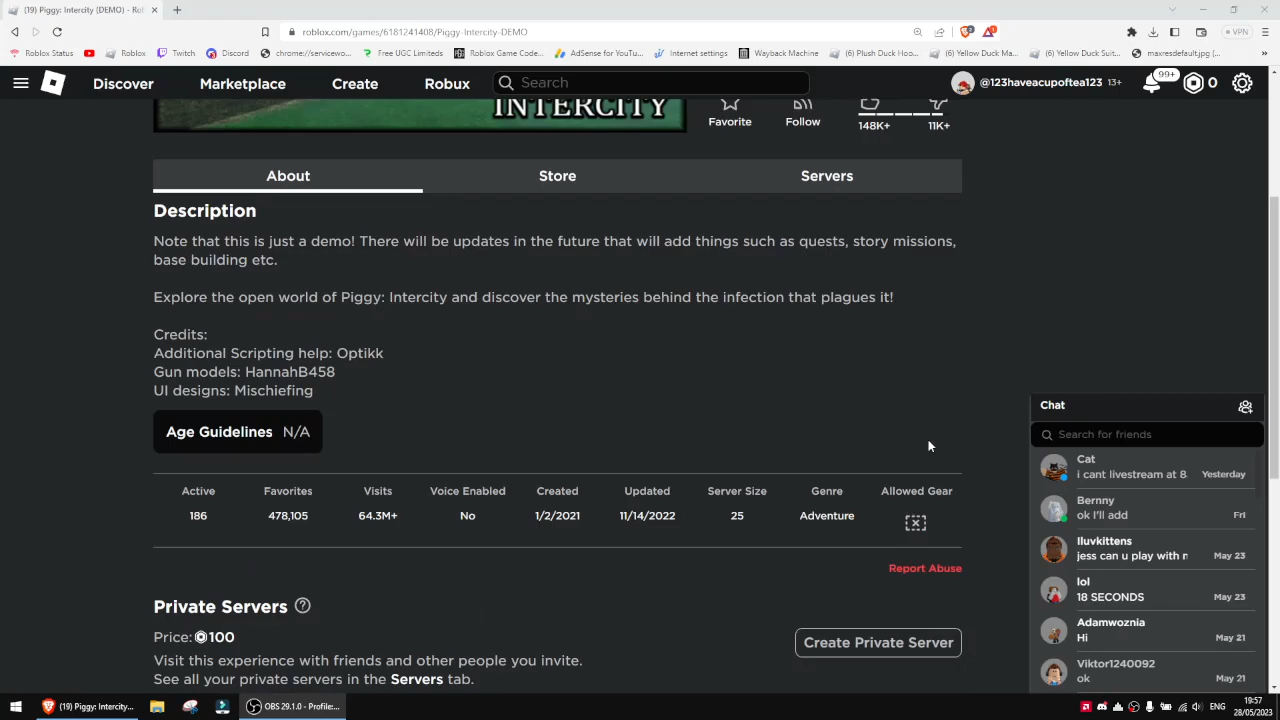 (19) Piggy: Intercity (DEMO) - Rob
roblox.com/games/6181241408/Piggy-Intercity-DEMO
VPN
Roblox Status
Roblox
Twitch
Discord
chrome://servicewo...
Free UGC Limiteds
Roblox Game Code...
AdSense for YouTu...
Internet settings
Wayback Machine
(6) Plush Duck Hoo...
(6) Yellow Duck Ma...
(6) Yellow Duck Suit...
maxresdefault.jpg (...
Discover
Marketplace
Create
Robux
Search
@123haveacupoftea123 13+
99+
0
INTERCITY
Favorite
Follow
148K+
11K+
About
Store
Servers
Description
Note that this is just a demo! There will be updates in the future that will add things such as quests, story missions,
base building etc.
Explore the open world of Piggy: Intercity and discover the mysteries behind the infection that plagues it!
Credits:
Additional Scripting help: Optikk
Gun models: HannahB458
UI designs: Mischiefing
Age Guidelines N/A
Active
Favorites
Visits
Voice Enabled
Created
Updated
Server Size
Genre
Allowed Gear
186
478,105
64.3M+
No
1/2/2021
11/14/2022
25
Adventure
Report Abuse
Private Servers
Price: 100
Create Private Server
Visit this experience with friends and other people you invite.
See all your private servers in the Servers tab.
Chat
Search for friends
Cat
i cant livestream at 8 Yesterday
Bernny
ok I'll add Fri
Iluvkittens
jess can u play with n May 23
lol
18 SECONDS May 23
Adamwoznia
Hi May 21
Viktor1240092
ok May 21
(19) Piggy: Intercity...
OBS 29.1.0 - Profile:...
ENG
19:57
28/05/2023